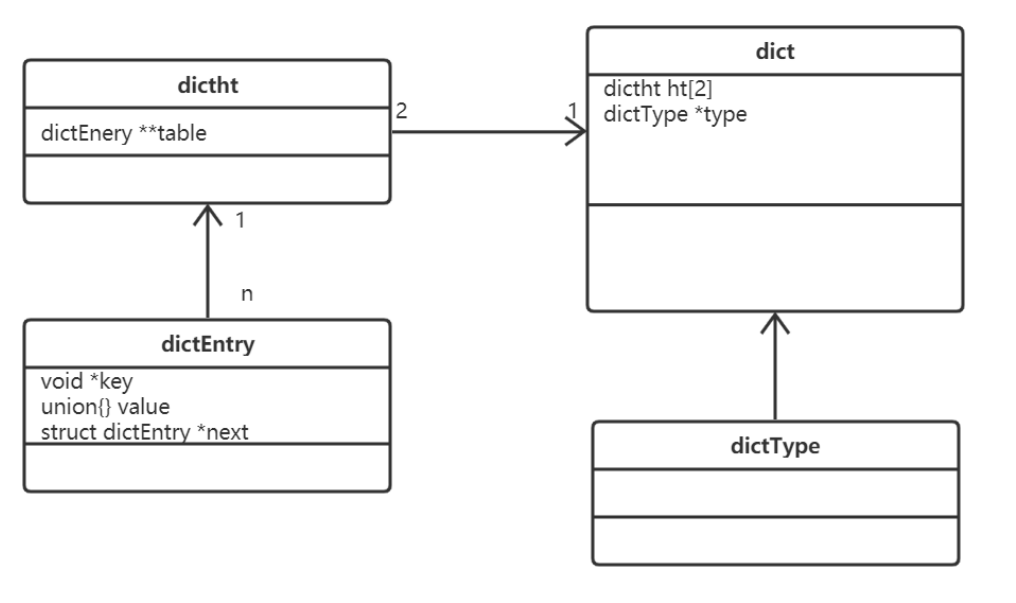 dictht
dictEnery **table
2
1
dict
dictht ht[2]
dictType *type
1
n
dictEntry
void *key
union{} value
struct dictEntry *next
dictType